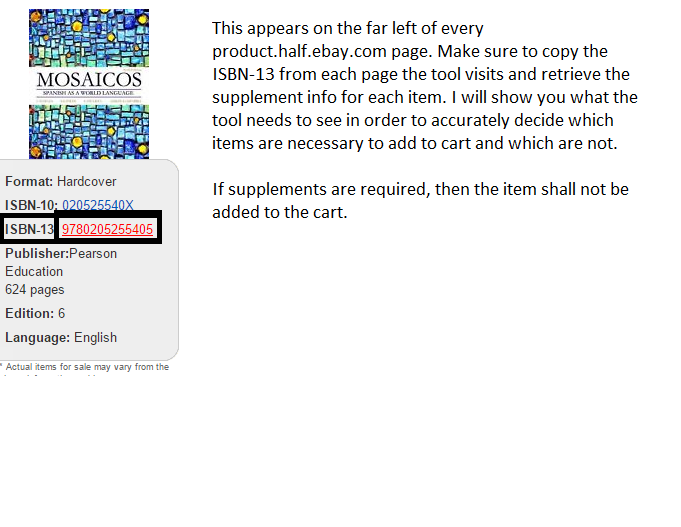 MOSAICOS
SPANISH AS A WORLD LANGUAGE
Format: Hardcover
ISBN-10: 020525540X
ISBN-13 9780205255405
Publisher:Pearson
Education
624 pages
Edition: 6
Language: English
* Actual items for sale may vary from the
This appears on the far left of every
product.half.ebay.com page. Make sure to copy the
ISBN-13 from each page the tool visits and retrieve the
supplement info for each item. I will show you what the
tool needs to see in order to accurately decide which
items are necessary to add to cart and which are not.
If supplements are required, then the item shall not be
added to the cart.